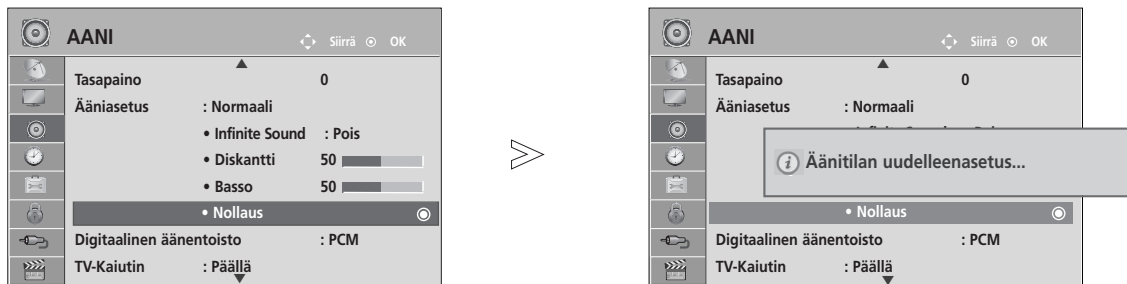 AANI
Siirrä OK
Tasapaino 0
Ääniasetus : Normaali
• Infinite Sound : Pois
• Diskantti 50
• Basso 50
• Nollaus
Digitaalinen äänentoisto : PCM
TV-Kaiutin : Päällä
AANI
Siirrä OK
Tasapaino 0
Ääniasetus : Normaali
i Äänitilan uudelleenasetus...
• Nollaus
Digitaalinen äänentoisto : PCM
TV-Kaiutin : Päällä